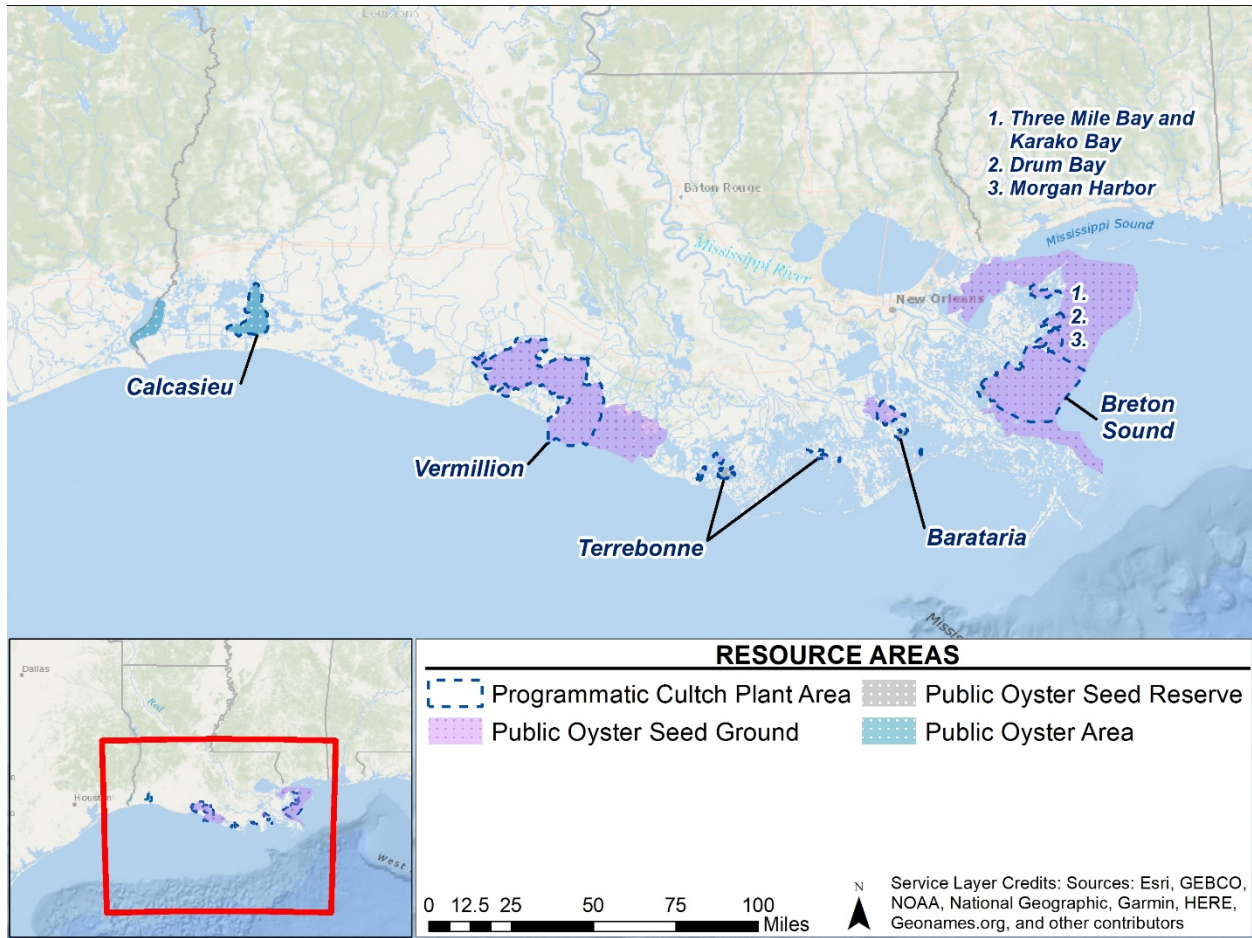 Louisiana
1. Three Mile Bay and
Karako Bay
2. Drum Bay
3. Morgan Harbor
Baton Rouge
Mississippi Sound
Mississippi River
New Orleans
1.
2.
3.
Calcasieu
Breton
Sound
Vermillion
Terrebonne
Barataria
Dallas
Red
Houston
West
RESOURCE AREAS
Programmatic Cultch Plant Area
Public Oyster Seed Reserve
Public Oyster Seed Ground
Public Oyster Area
0 12.5 25 50 75 100
Miles
N
Service Layer Credits: Sources: Esri, GEBCO,
NOAA, National Geographic, Garmin, HERE,
Geonames.org, and other contributors